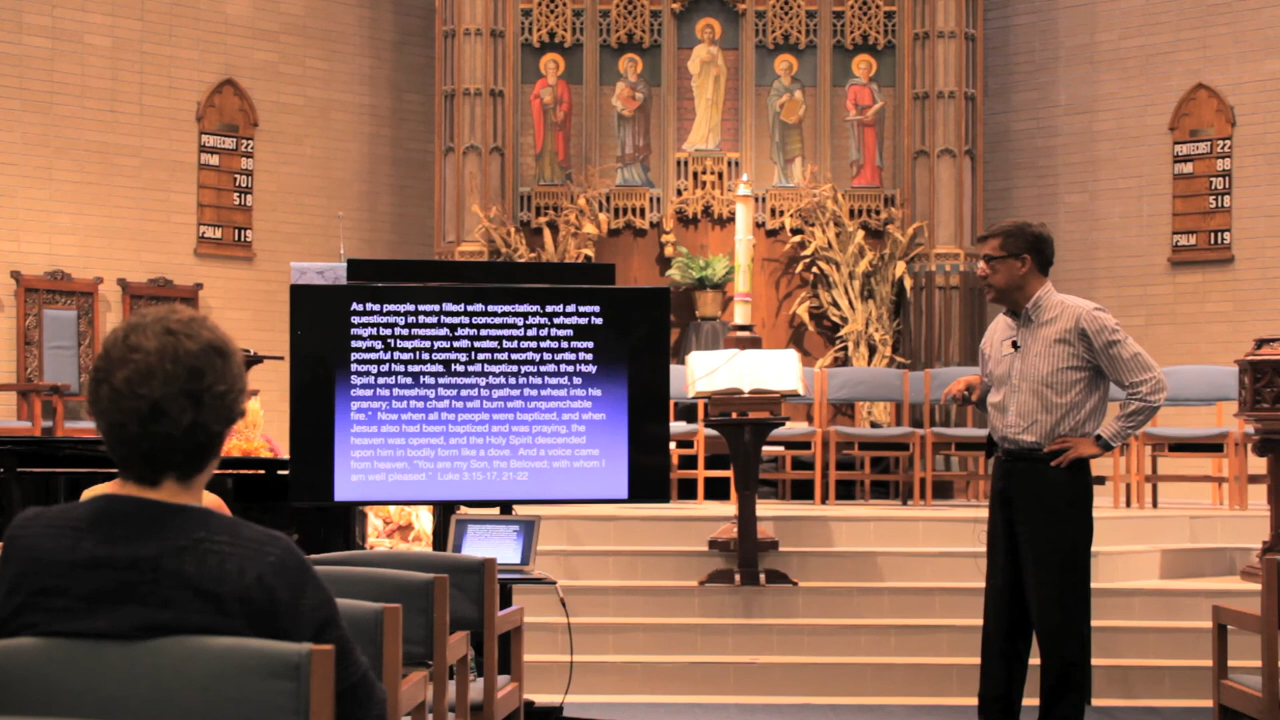 PENTECOST 22
HYMN 88
701
518
PSALM 119
As the people were filled with expectation, and all were
questioning in their hearts concerning John, whether he
might be the messiah, John answered all of them
saying, "I baptize you with water, but one who is more
powerful than I is coming; I am not worthy to untie the
thong of his sandals. He will baptize you with the Holy
Spirit and fire. His winnowing-fork is in his hand, to
clear his threshing floor and to gather the wheat into his
granary; but the chaff he will burn with unquenchable
fire." Now when all the people were baptized, and when
Jesus also had been baptized and was praying, the
heaven was opened, and the Holy Spirit descended
upon him in bodily form like a dove. And a voice came
from heaven, "You are my Son, the Beloved; with whom I
am well pleased." Luke 3:15-17, 21-22
PENTECOST 22
HYMN 88
701
518
PSALM 119